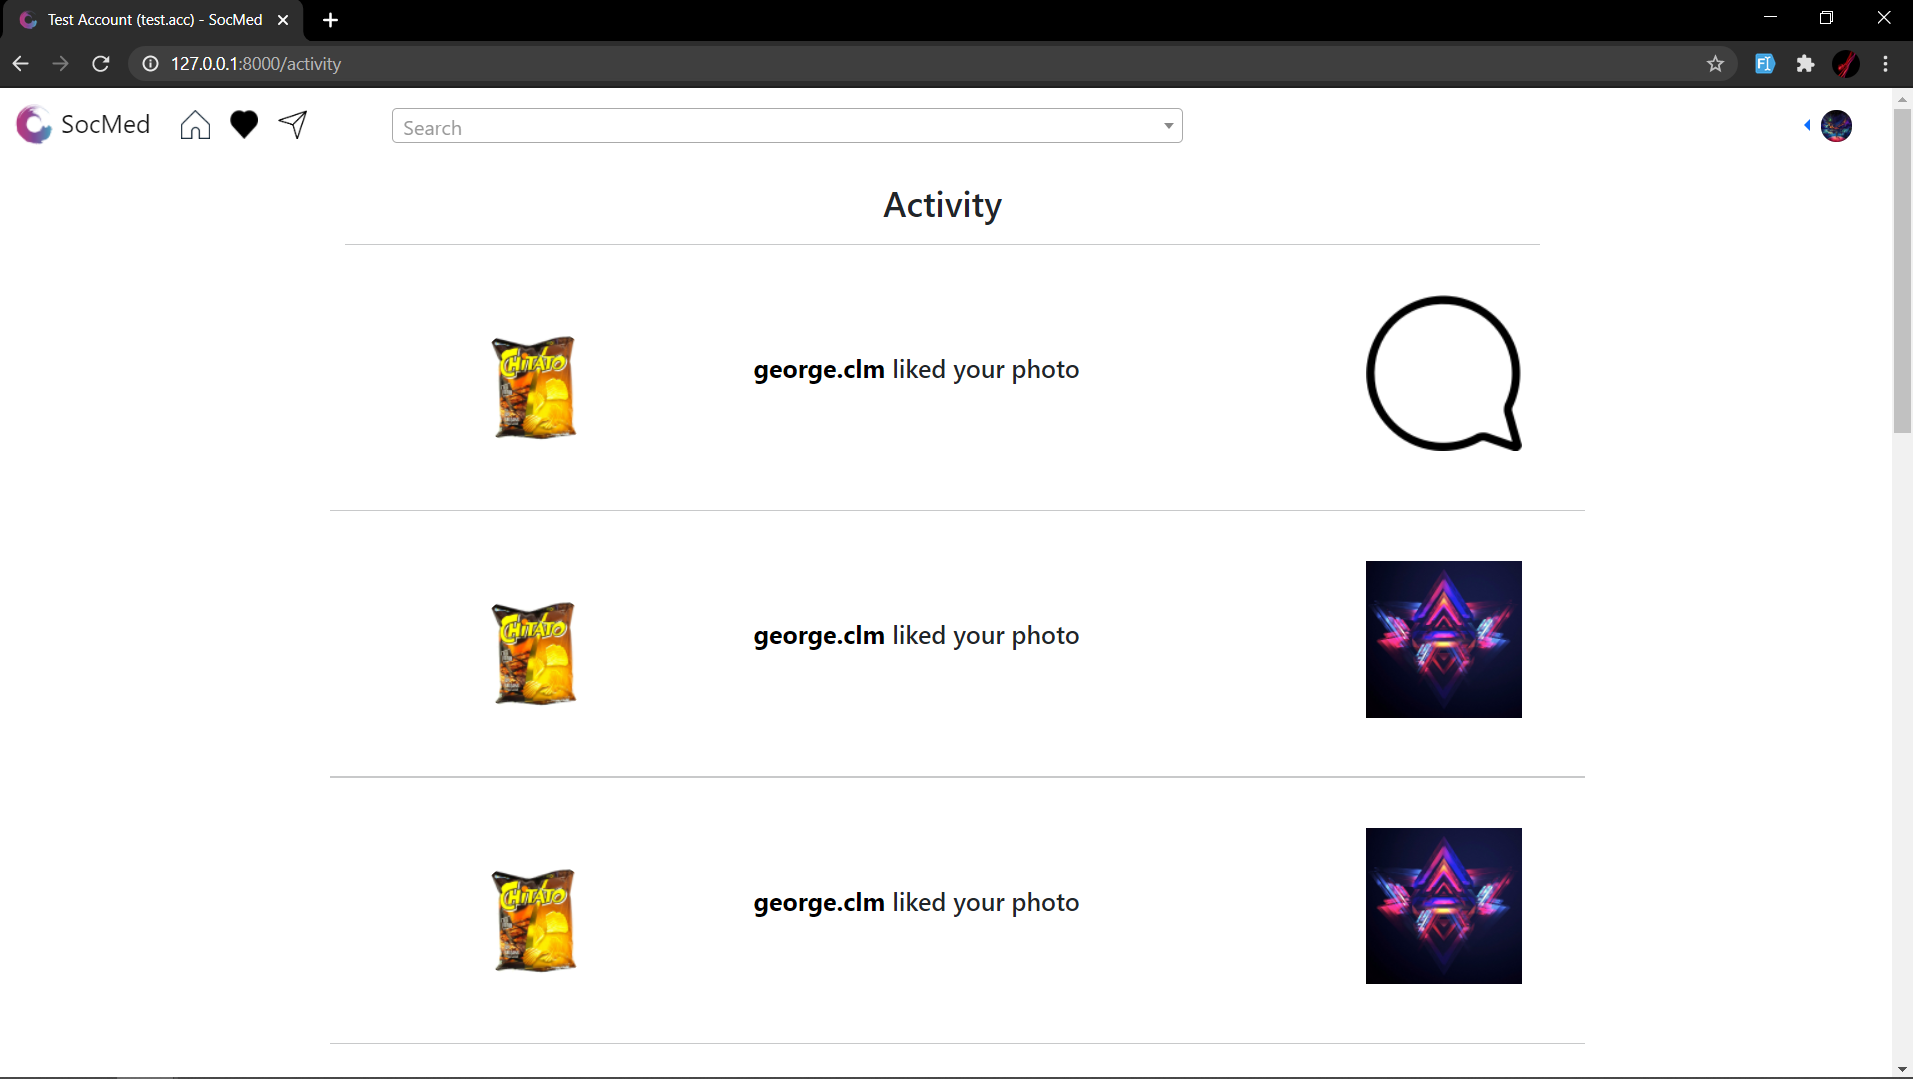 Test Account (test.acc) - SocMed
127.0.0.1:8000/activity
SocMed
Search
Activity
CHITATO
george.clm liked your photo
CHITATO
george.clm liked your photo
CHITATO
george.clm liked your photo